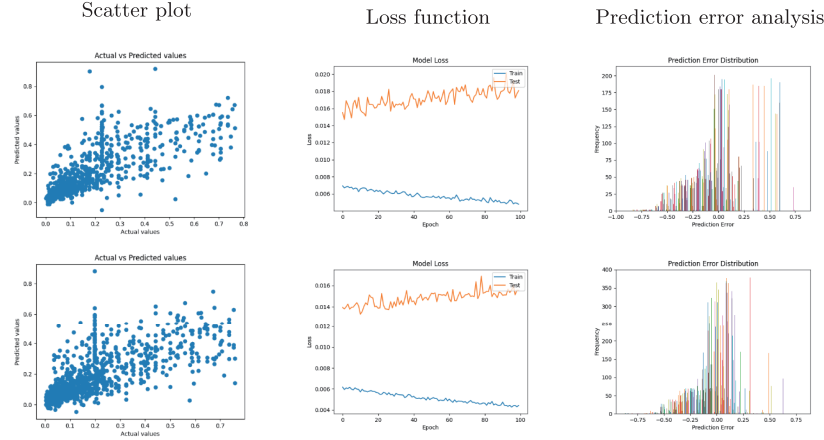 Scatter plot
Loss function
Prediction error analysis
Actual vs Predicted values
Predicted values
0.8
0.6
0.4
0.2
0.0
0.0 0.1 0.2 0.3 0.4 0.5 0.6 0.7 0.8
Actual values
Model Loss
Train
Test
Loss
0.020
0.018
0.016
0.014
0.012
0.010
0.008
0.006
0 20 40 60 80 100
Epoch
Prediction Error Distribution
Frequency
200
175
150
125
100
75
50
25
0
-1.00 -0.75 -0.50 -0.25 0.00 0.25 0.50 0.75
Prediction Error
Actual vs Predicted values
Predicted values
0.8
0.6
0.4
0.2
0.0
0.0 0.1 0.2 0.3 0.4 0.5 0.6 0.7
Actual values
Model Loss
Train
Test
Loss
0.016
0.014
0.012
0.010
0.008
0.006
0.004
0 20 40 60 80 100
Epoch
Prediction Error Distribution
Frequency
400
350
300
200
150
100
50
0
-0.75 -0.50 -0.25 0.00 0.25 0.50 0.75
Prediction Error